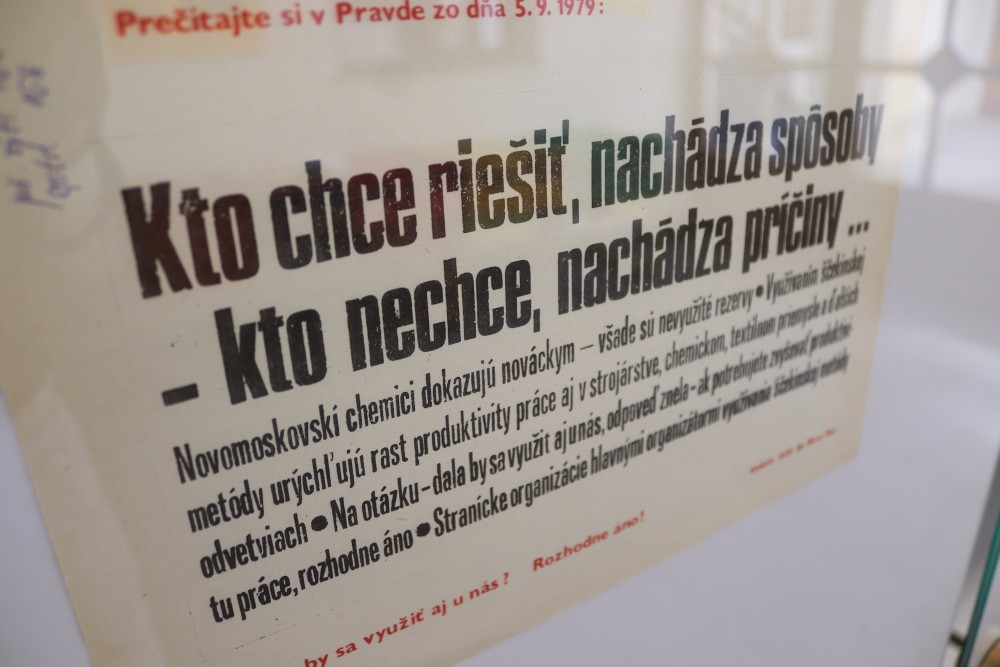 Prečítajte si v Pravde zo dňa 5. 9. 1979:
Kto chce riešiť, nachádza spôsoby
– kto nechce, nachádza príčiny ...
Novomoskovskí chemici dokazujú nováckym — všade sú nevyužité rezervy ● Využívaním ščekinskej
metódy urýchľujú rast produktivity práce aj v strojárstve, chemickom, textilnom priemysle a ďalších
odvetviach ● Na otázku – dala by sa využiť aj u nás, odpoveď znela – ak potrebujete zvyšovať produktivi
tu práce, rozhodne áno ● Stranícke organizácie hlavnými organizátormi využívania ščekinskej metódy
by sa využiť aj u nás? Rozhodne áno!